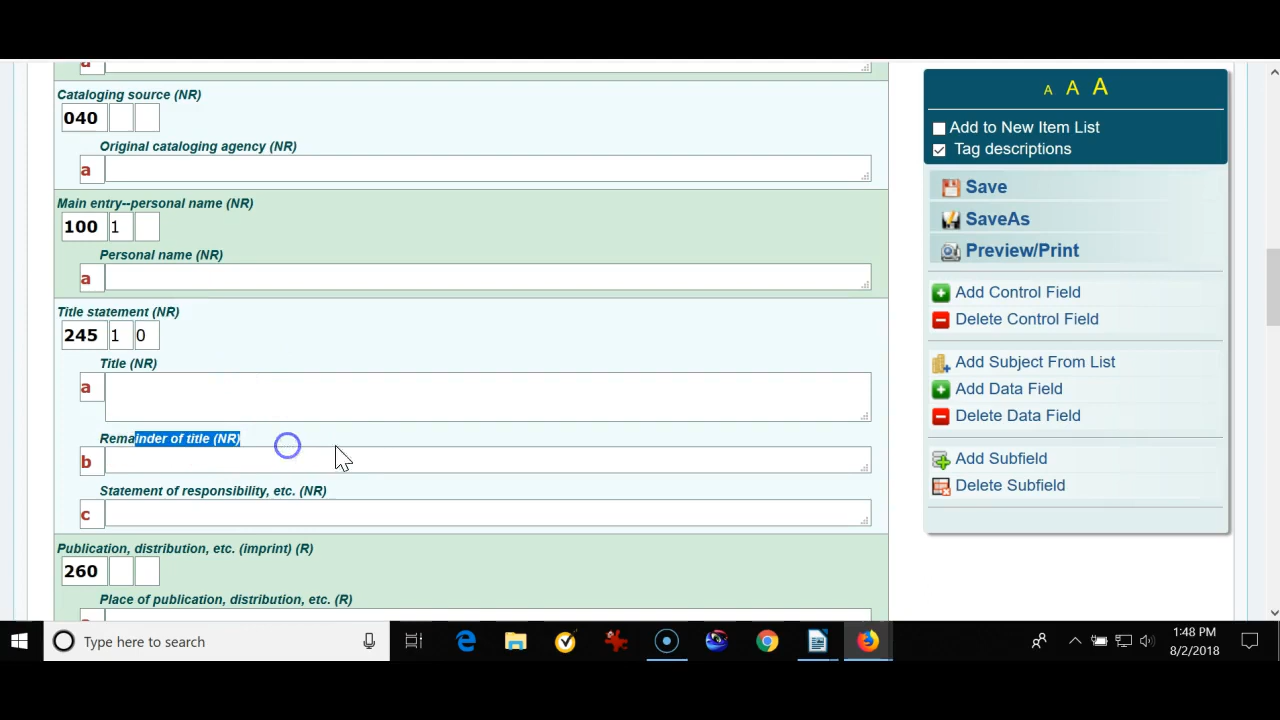 a
Cataloging source (NR)
040
Original cataloging agency (NR)
a
Main entry--personal name (NR)
100 1
Personal name (NR)
a
Title statement (NR)
245 1 0
Title (NR)
a
Remainder of title (NR)
b
Statement of responsibility, etc. (NR)
c
Publication, distribution, etc. (imprint) (R)
260
Place of publication, distribution, etc. (R)
A A A
Add to New Item List
Tag descriptions
Save
SaveAs
Preview/Print
Add Control Field
Delete Control Field
Add Subject From List
Add Data Field
Delete Data Field
Add Subfield
Delete Subfield
Type here to search
1:48 PM
8/2/2018